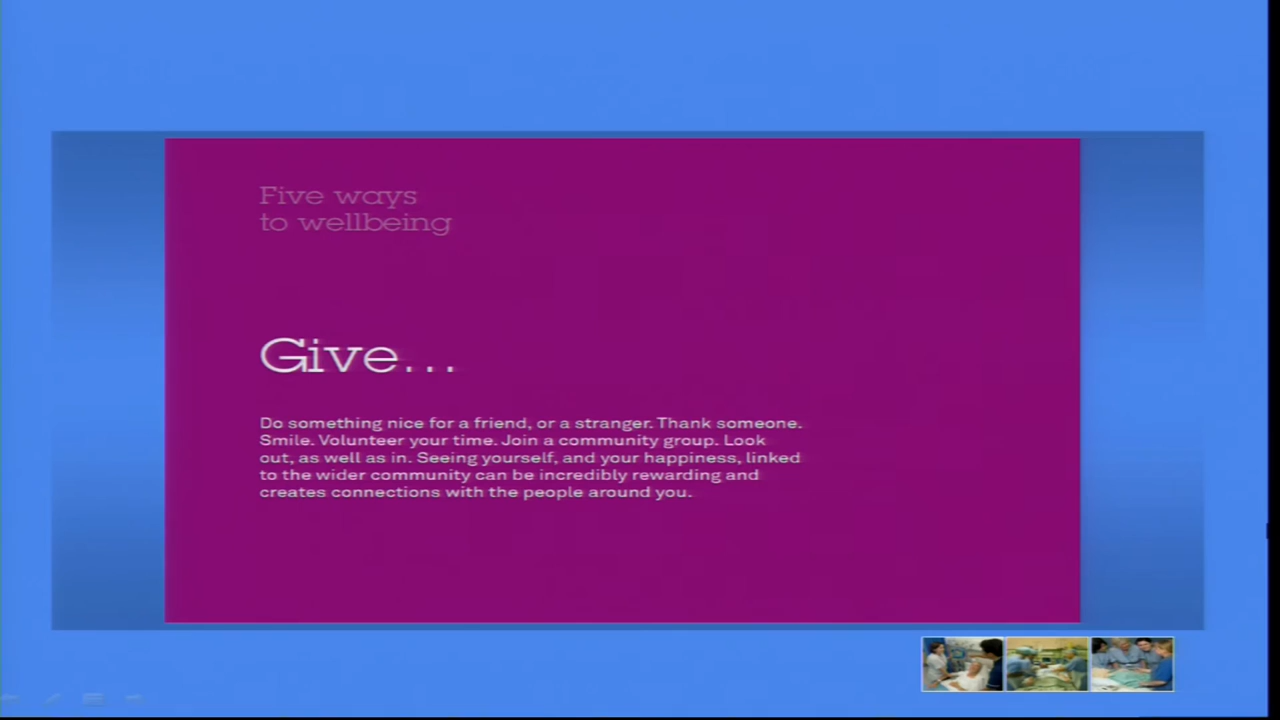 Five ways
to wellbeing
Give...
Do something nice for a friend, or a stranger. Thank someone.
Smile. Volunteer your time. Join a community group. Look
out, as well as in. Seeing yourself, and your happiness, linked
to the wider community can be incredibly rewarding and
creates connections with the people around you.